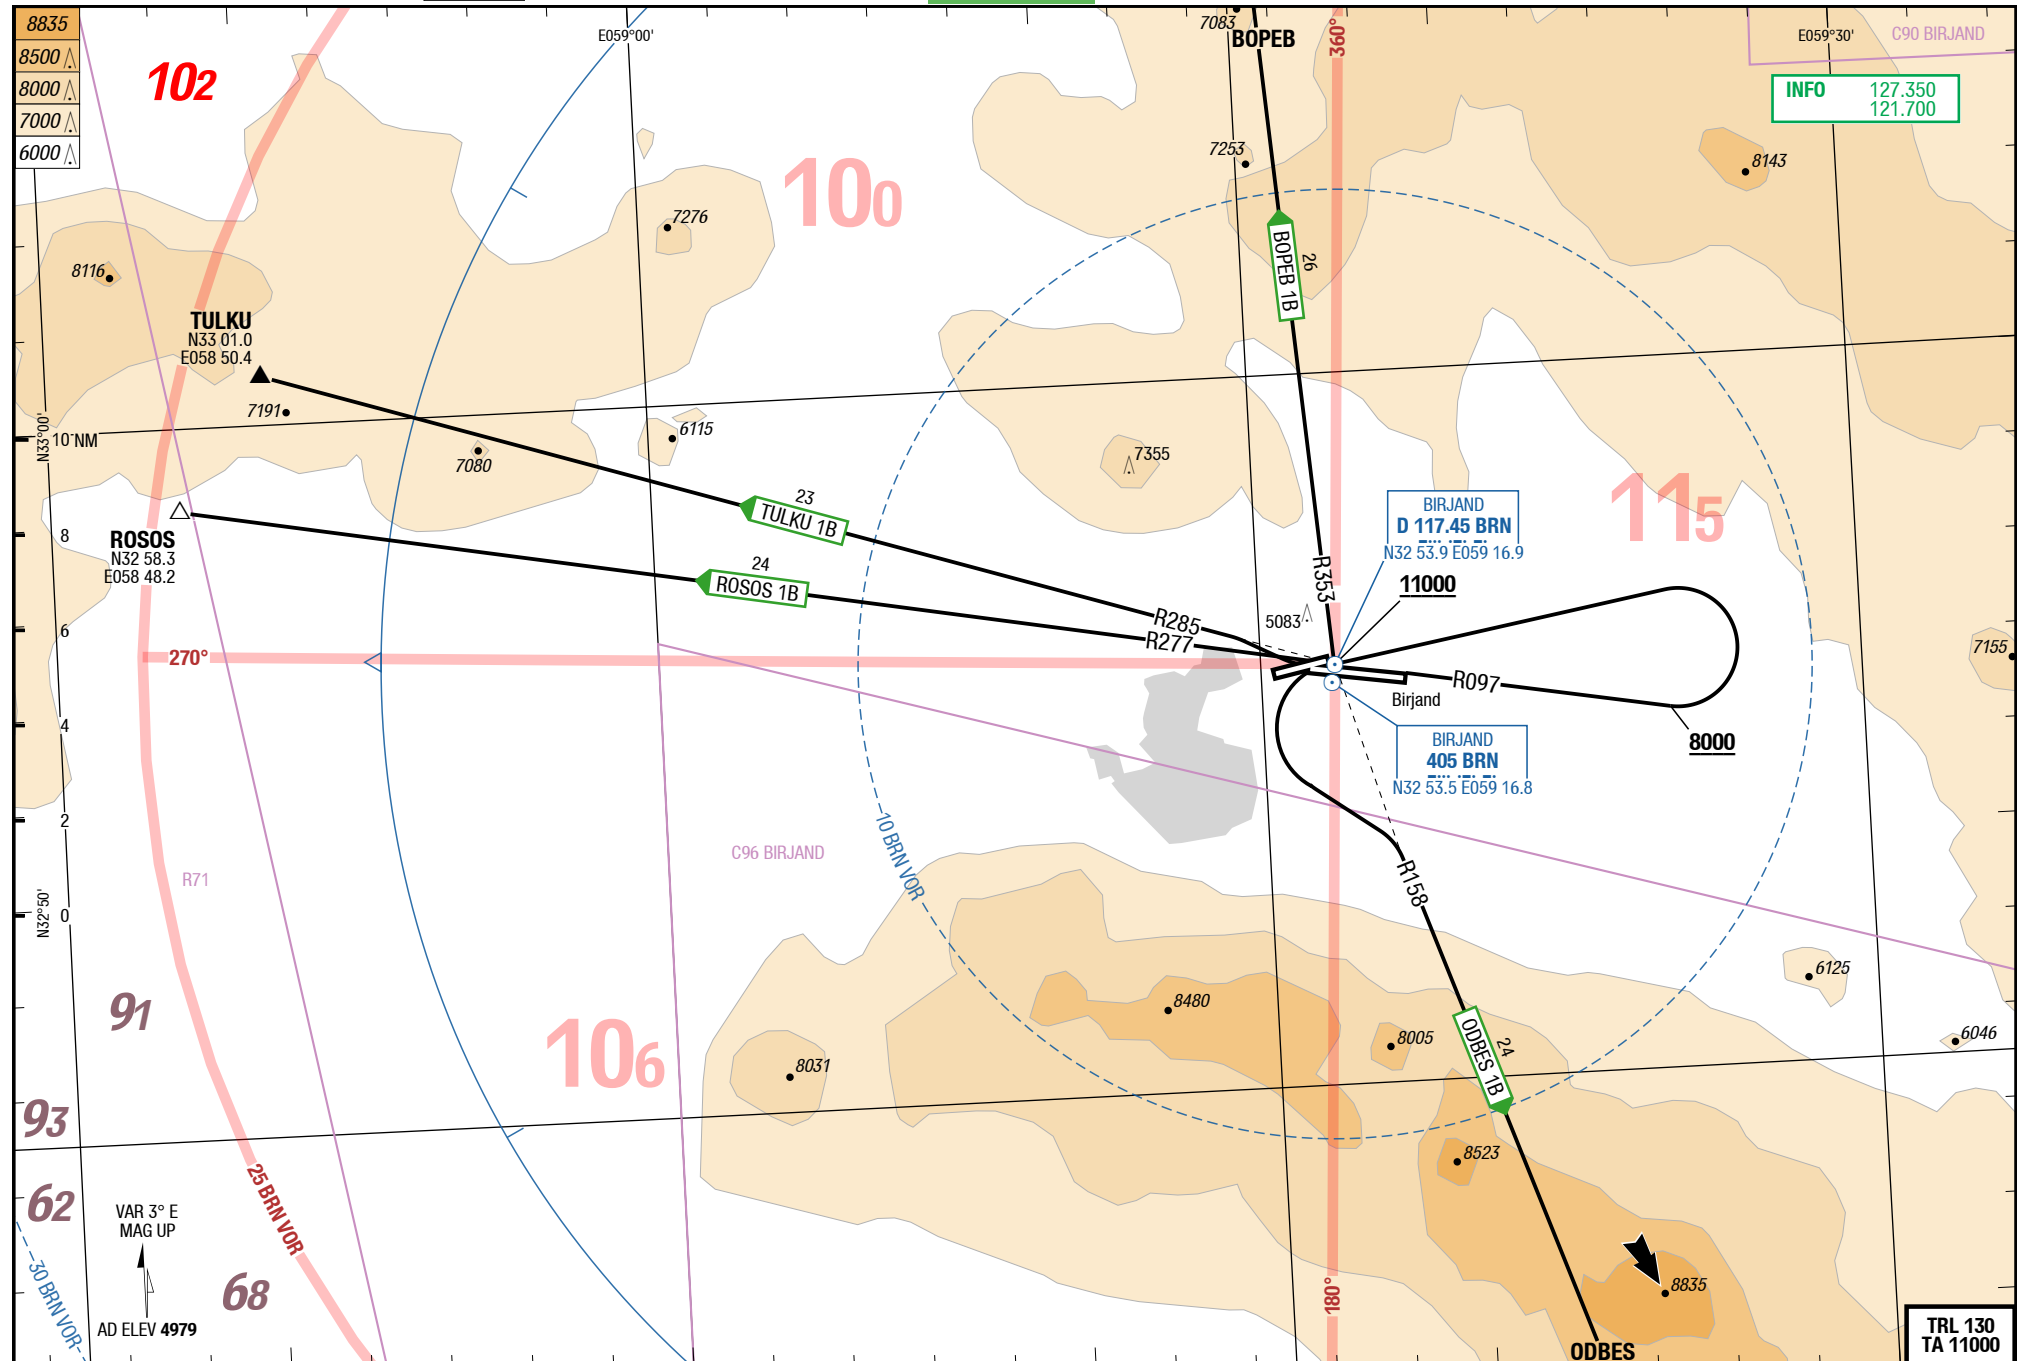 8835
8500
8000
7000
6000
102
E059°00'
7083
BOPEB
360°
E059°30'
C90 BIRJAND
INFO 127.350
121.700
7253
8143
100
7276
8116
BOPEB 1B
26
TULKU
N33 01.0
E058 50.4
7191
N33°00'
10 NM
6115
7080
7355
23
TULKU 1B
115
BIRJAND
D 117.45 BRN
N32 53.9 E059 16.9
ROSOS
N32 58.3
E058 48.2
8
24
ROSOS 1B
R353
11000
5083
R285
R277
6
7155
270°
R097
Birjand
4
8000
BIRJAND
405 BRN
N32 53.5 E059 16.8
2
10 BRN VOR
C96 BIRJAND
R71
R158
N32°50'
0
6125
91
8480
106
8005
6046
8031
ODBES 1B
24
93
8523
25 BRN VOR
62
VAR 3° E
MAG UP
30 BRN VOR
68
8835
180°
AD ELEV 4979
TRL 130
TA 11000
ODBES